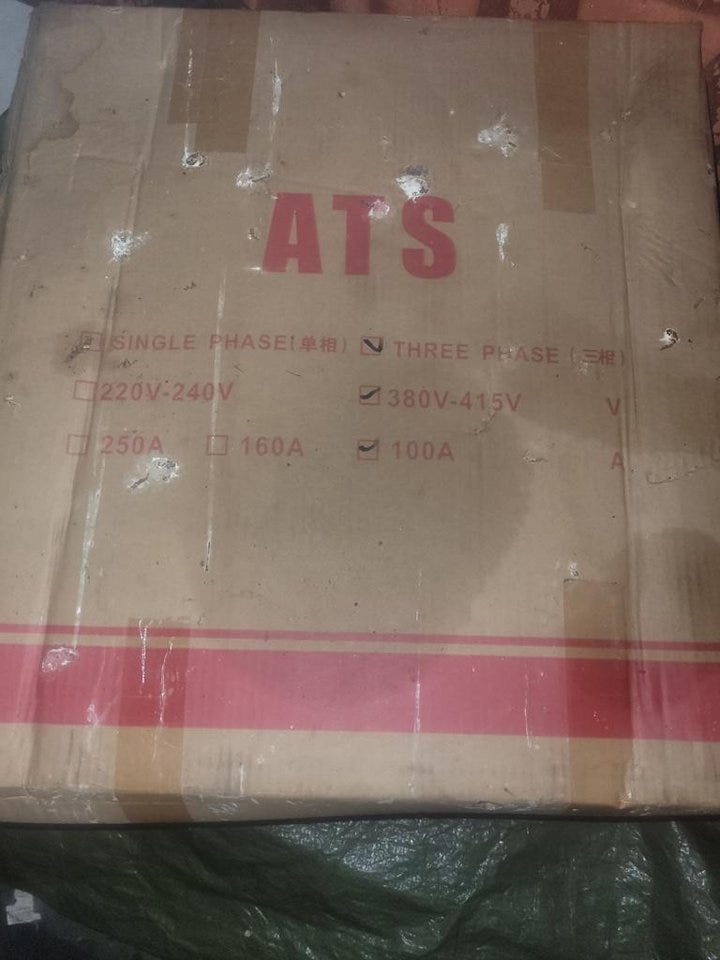 ATS
SINGLE PHASE(单相) THREE PHASE (三相)
220V-240V 380V-415V V
250A 160A 100A A